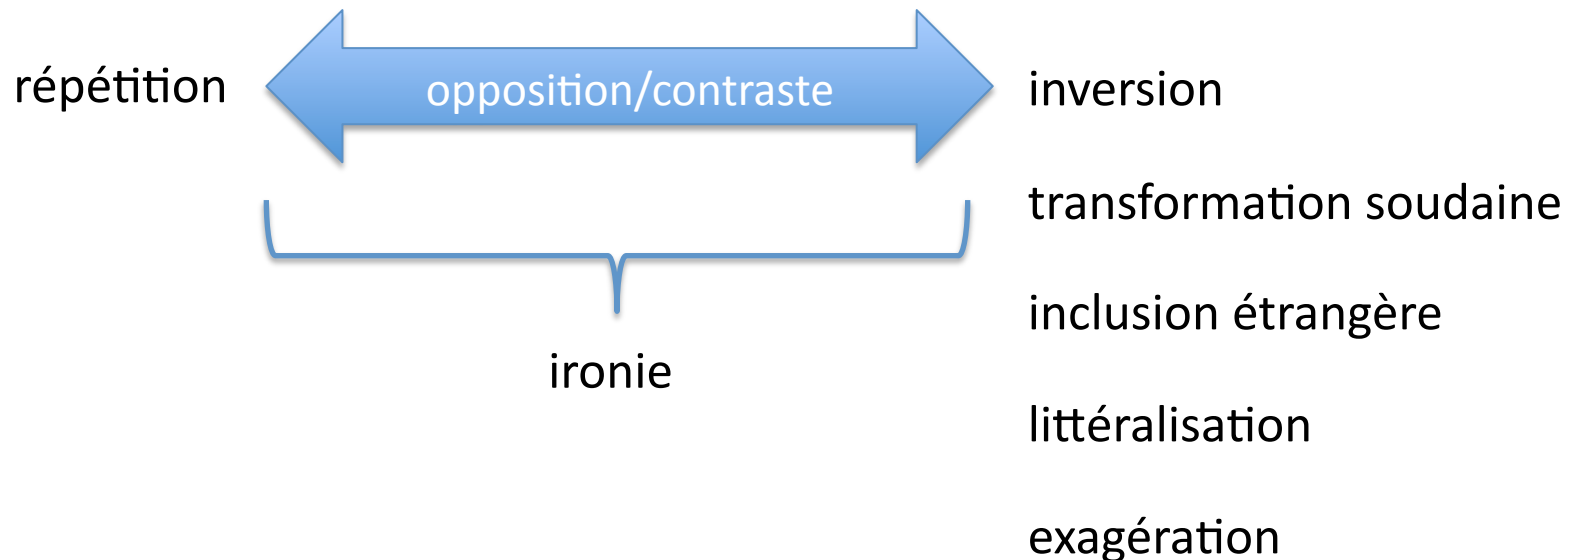 répétition
opposition/contraste
inversion
transformation soudaine
inclusion étrangère
ironie
littéralisation
exagération